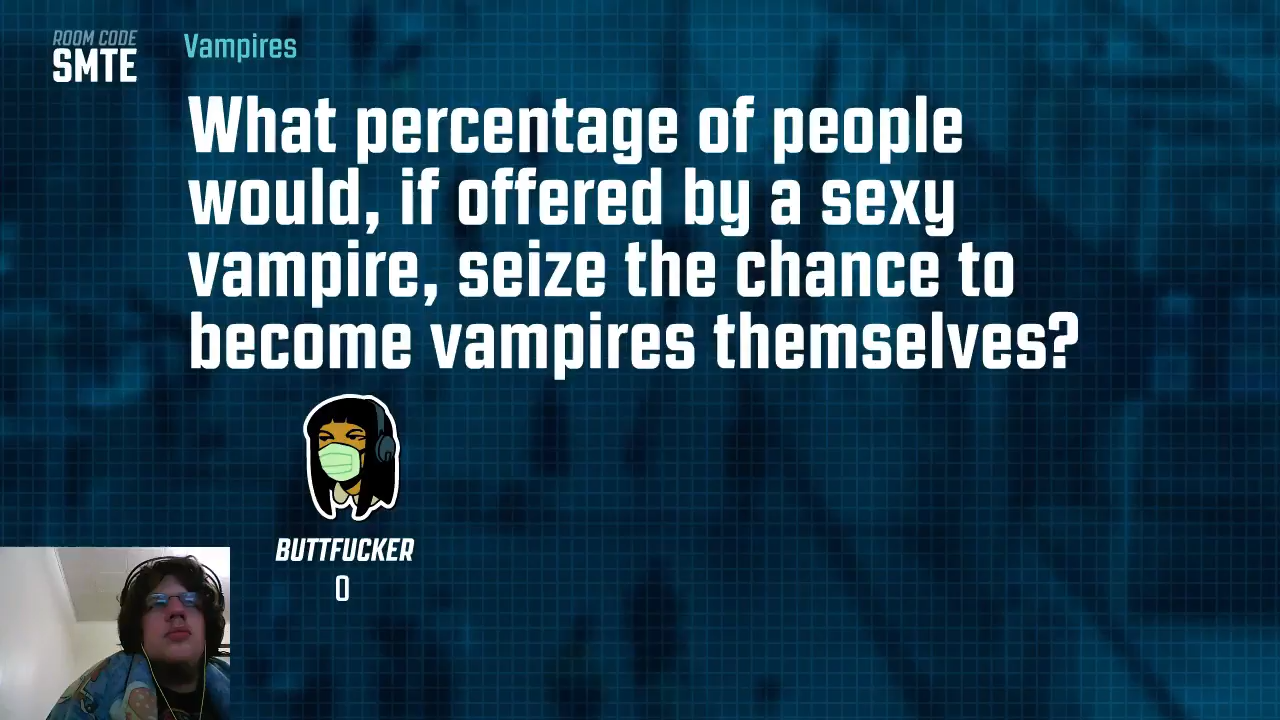 ROOM CODE
SMTE
Vampires
What percentage of people
would, if offered by a sexy
vampire, seize the chance to
become vampires themselves?
BUTTFUCKER
0